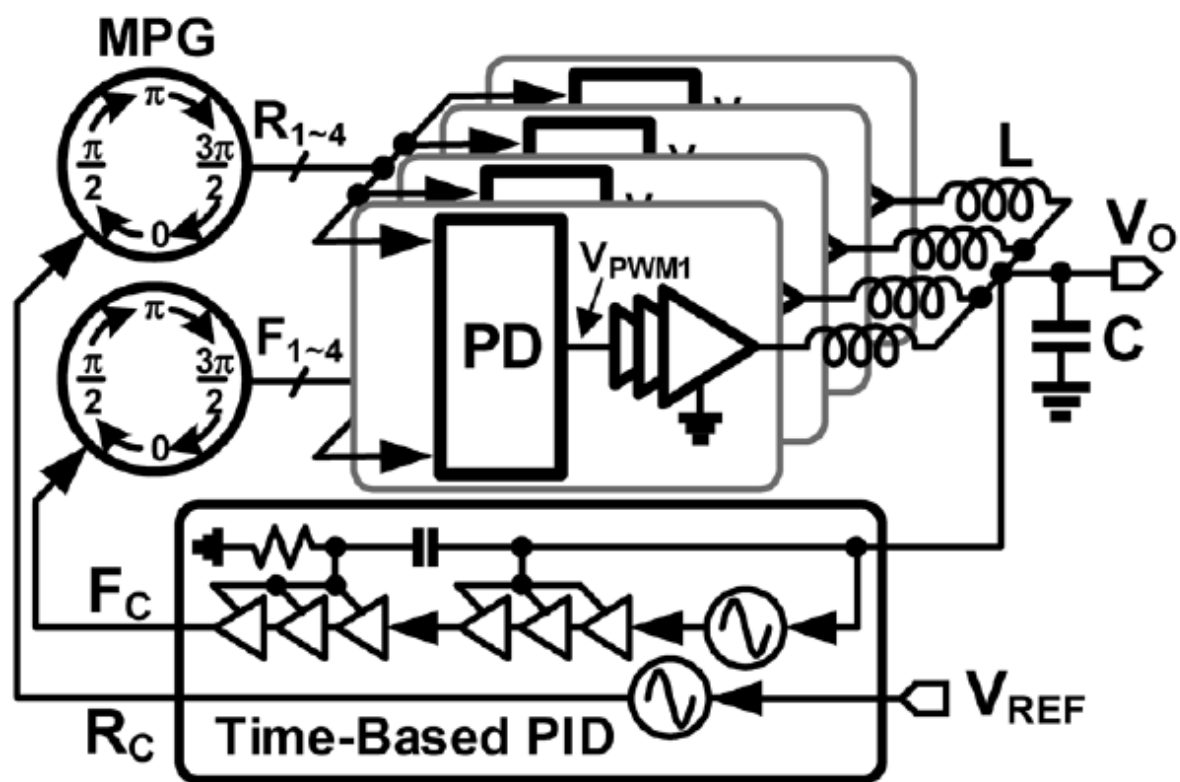 MPG
π
π/2
3π/2
0
R1~4
L
VO
V
V
V
VPWM1
PD
C
π
π/2
3π/2
0
F1~4
FC
RC
Time-Based PID
VREF